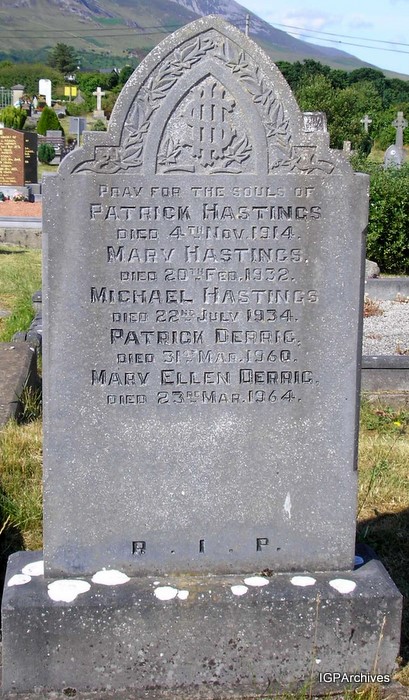 IHS
PRAY FOR THE SOULS OF
PATRICK HASTINGS
DIED 4TH NOV. 1914.
MARY HASTINGS.
DIED 20TH FEB. 1932.
MICHAEL HASTINGS
DIED 22ND JULY 1934.
PATRICK DERRIG.
DIED 31ST MAR. 1960.
MARY ELLEN DERRIG.
DIED 23RD MAR. 1964.
R. I. P.
IGPArchives